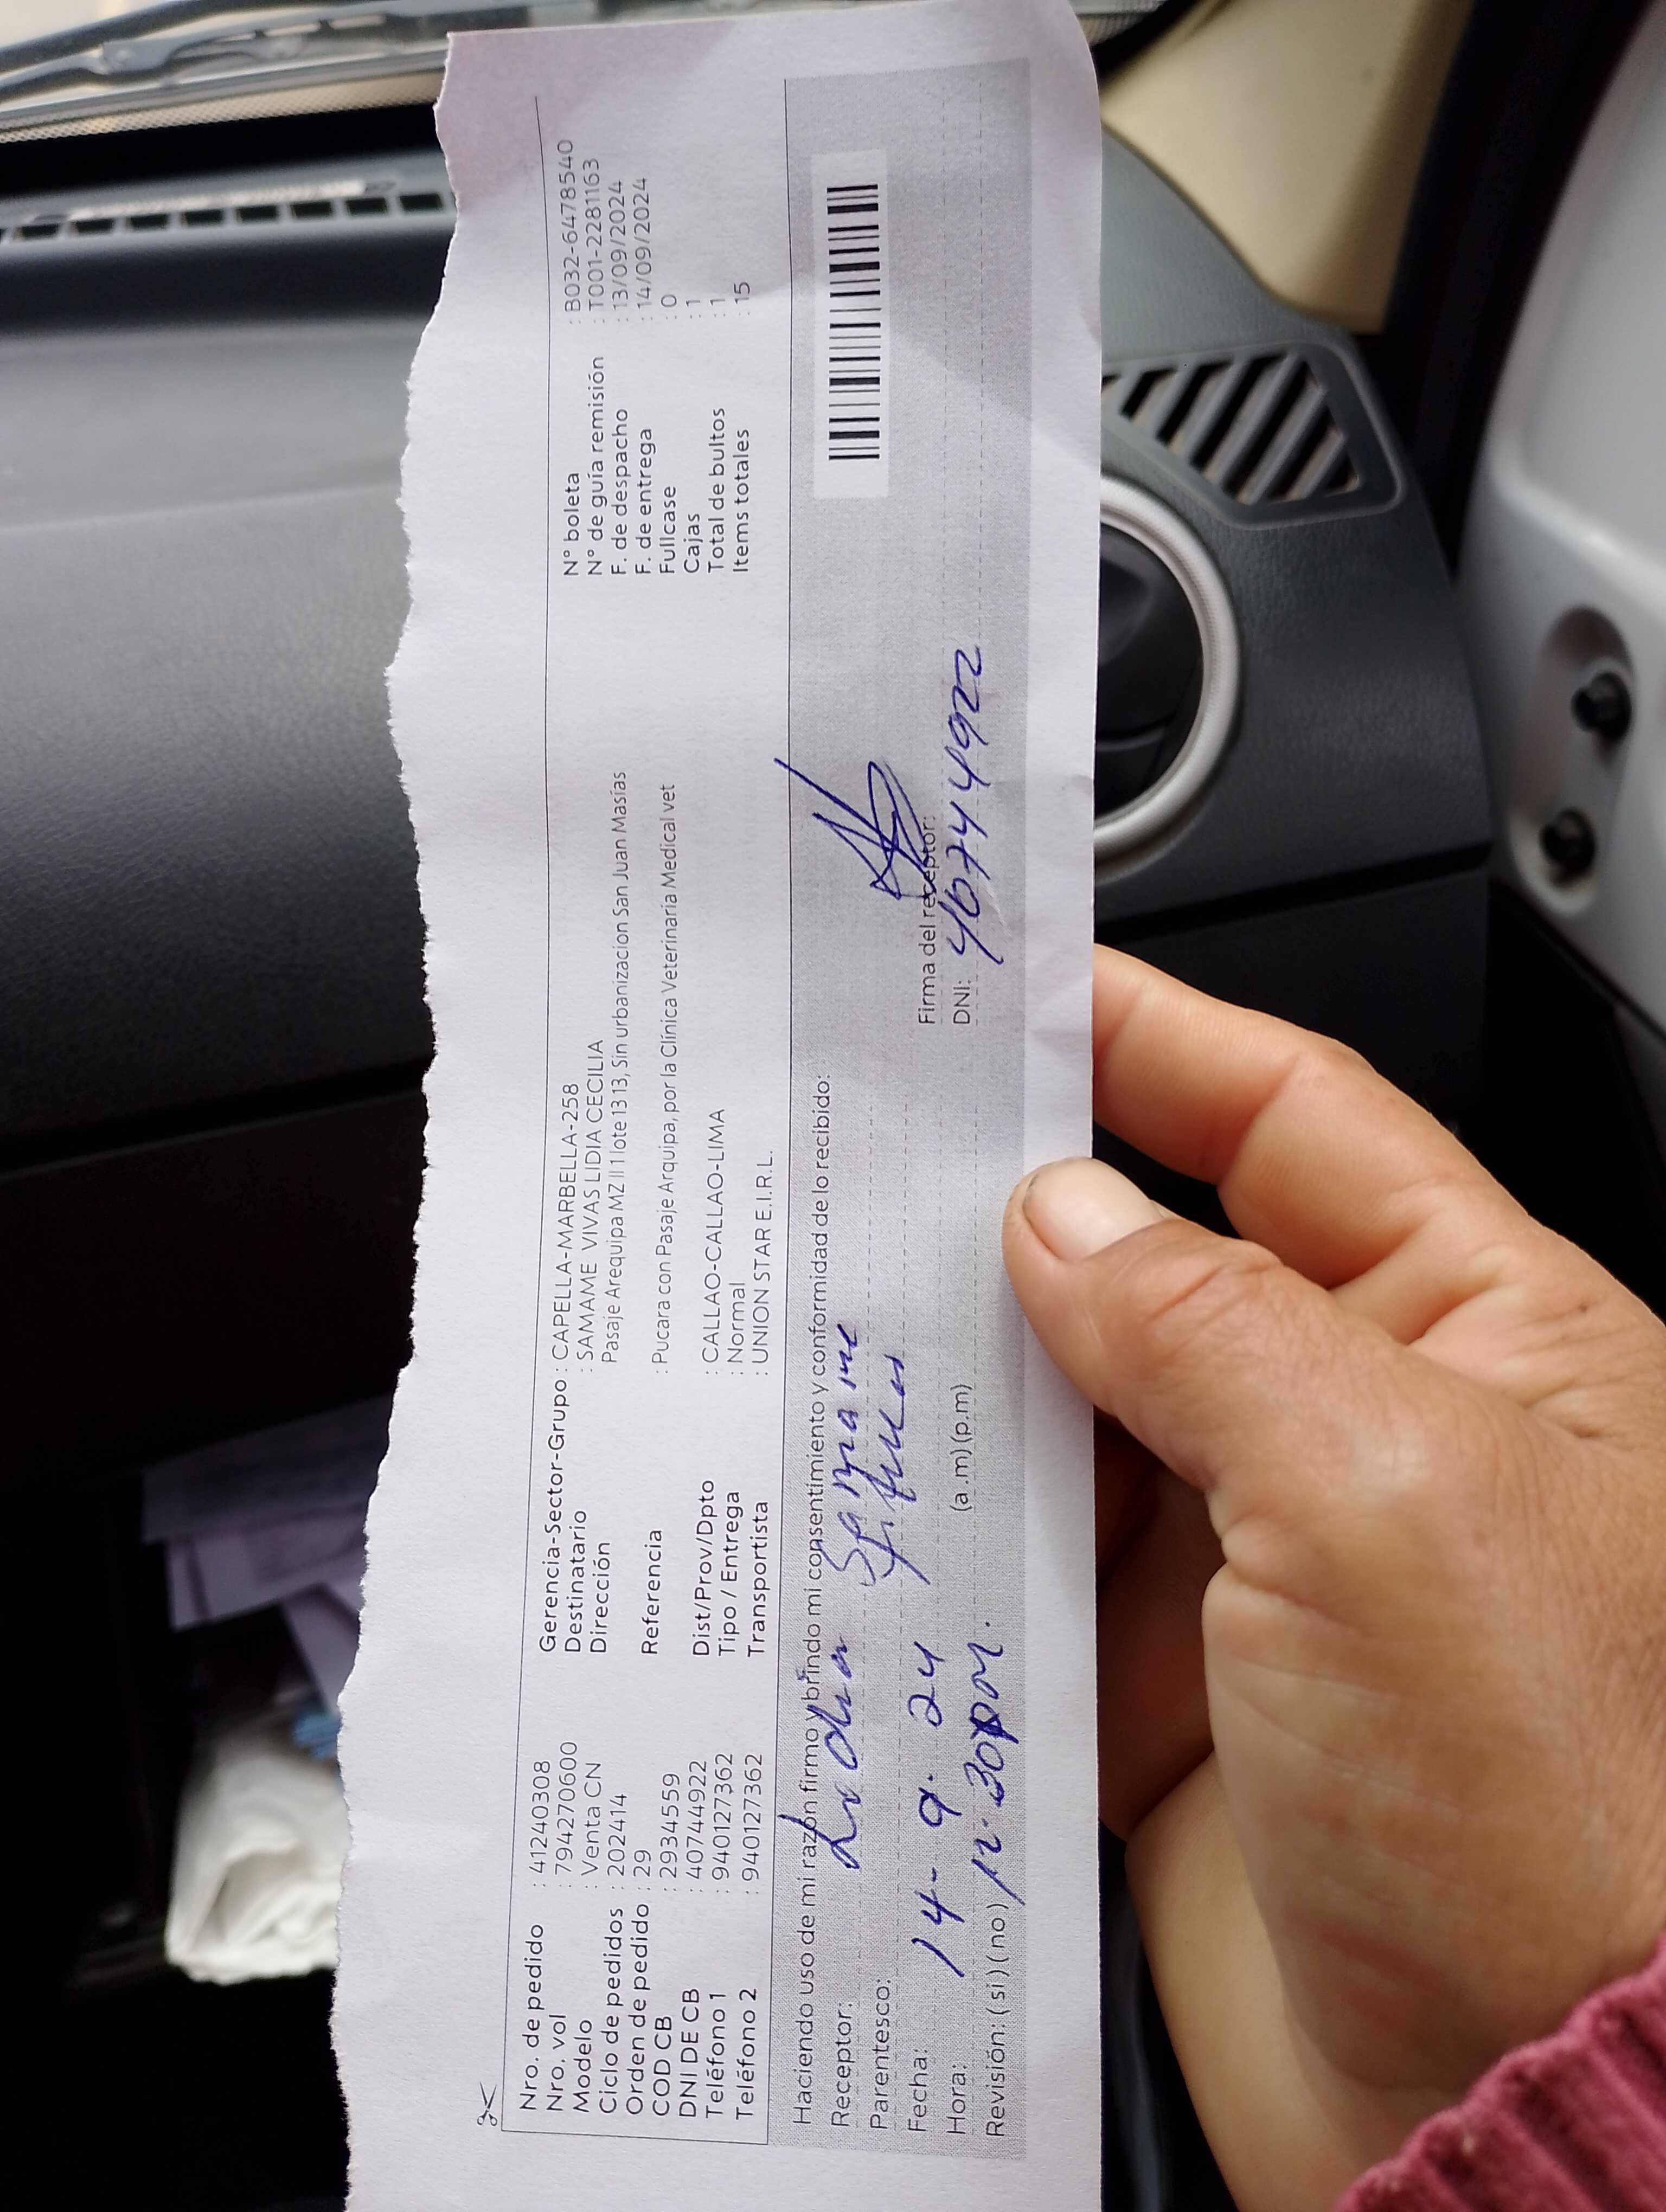 Nro. de pedido : 41240308
Nro. vol : 794270600
Modelo : Venta CN
Ciclo de pedidos : 202414
Orden de pedido : 29
COD CB : 29345​59
DNI DE CB : 40744922
Teléfono 1 : 940127362
Teléfono 2 : 940127362
Gerencia-Sector-Grupo : CAPELLA-MARBELLA-258
Destinatario : SAMAME VIVAS LIDIA CECILIA
Dirección Pasaje Arequipa MZ I1 1 lote 13 13, Sin urbanizacion San Juan Masías
Referencia : Pucara con Pasaje Arquipa, por la Clínica Veterinaria Medical vet
Dist/Prov/Dpto : CALLAO-CALLAO-LIMA
Tipo / Entrega : Normal
Transportista : UNION STAR E.I.R.L.
N° boleta : B032-6478540
N° de guía remisión : T001-2281163
F. de despacho : 13/09/2024
F. de entrega : 14/09/2024
Fullcase : 0
Cajas : 1
Total de bultos : 1
Items totales : 15
Haciendo uso de mi razón firmo y brindo mi consentimiento y conformidad de lo recibido:
Receptor: Lidia Samame
Parentesco:
Fecha: 14-9.24
Hora: (a.m) (p.m)
Revisión: ( si ) ( no ) 12.30pm.
Firma del receptor:
DNI: 40744922